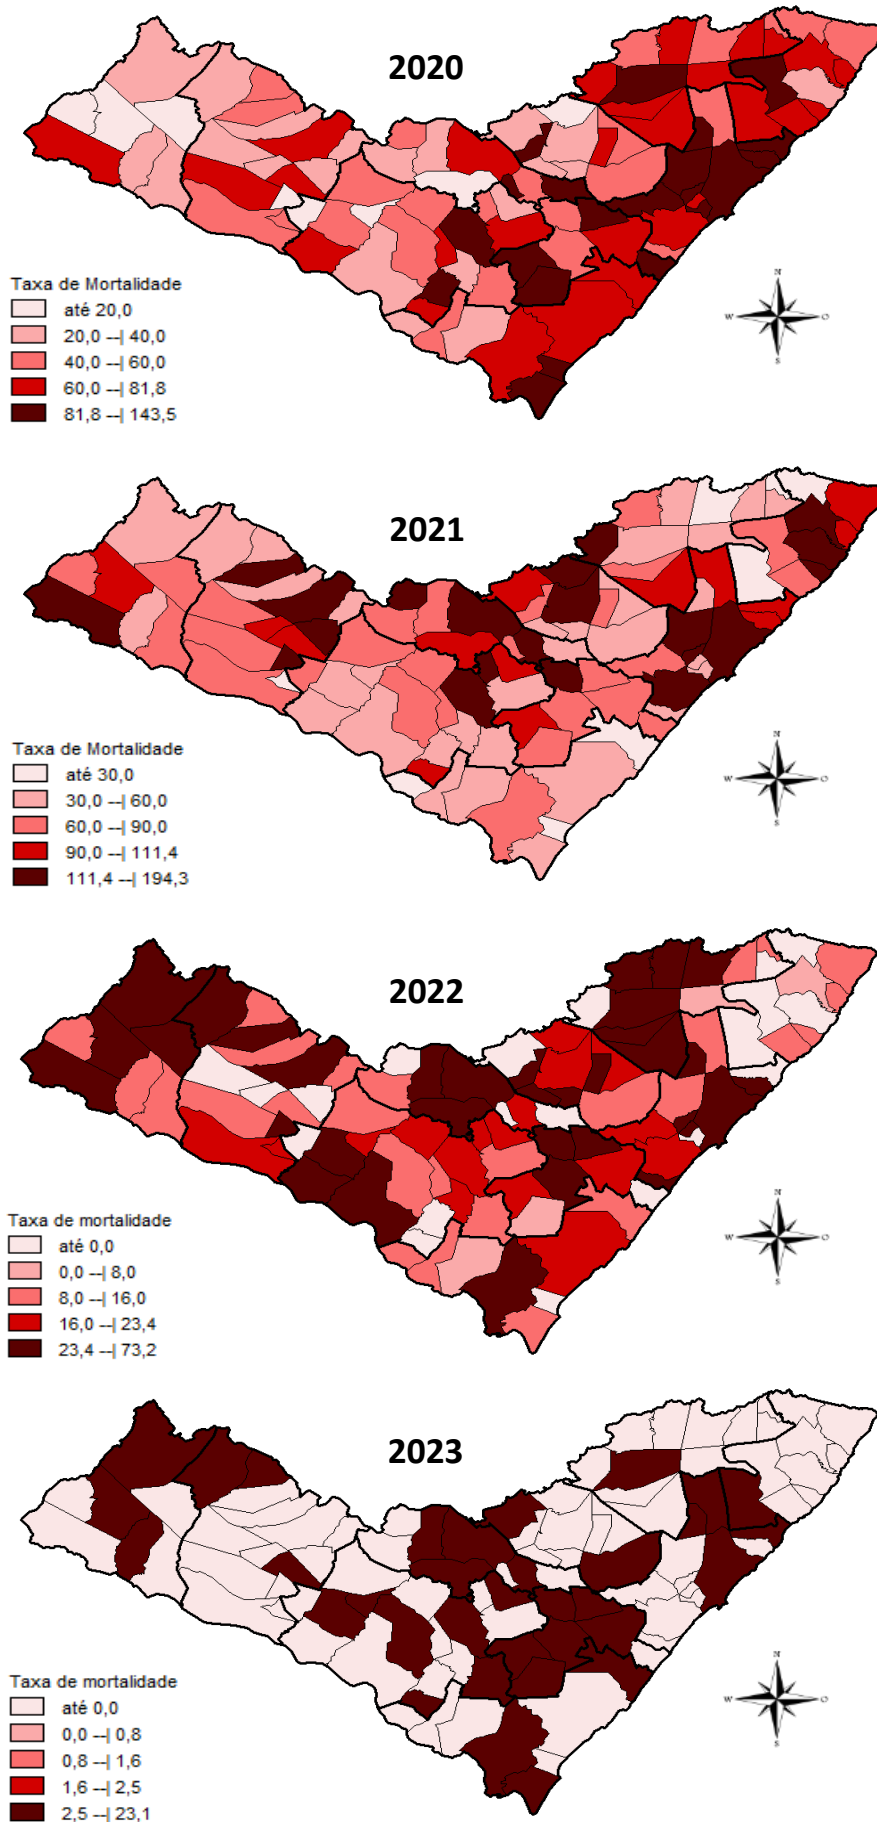 2020
Taxa de Mortalidade
até 20,0
20,0 --| 40,0
40,0 --| 60,0
60,0 --| 81,8
81,8 --| 143,5
N
W
O
S
2021
Taxa de Mortalidade
até 30,0
30,0 --| 60,0
60,0 --| 90,0
90,0 --| 111,4
111,4 --| 194,3
N
W
O
S
2022
Taxa de mortalidade
até 0,0
0,0 --| 8,0
8,0 --| 16,0
16,0 --| 23,4
23,4 --| 73,2
N
W
O
S
2023
Taxa de mortalidade
até 0,0
0,0 --| 0,8
0,8 --| 1,6
1,6 --| 2,5
2,5 --| 23,1
N
W
O
S